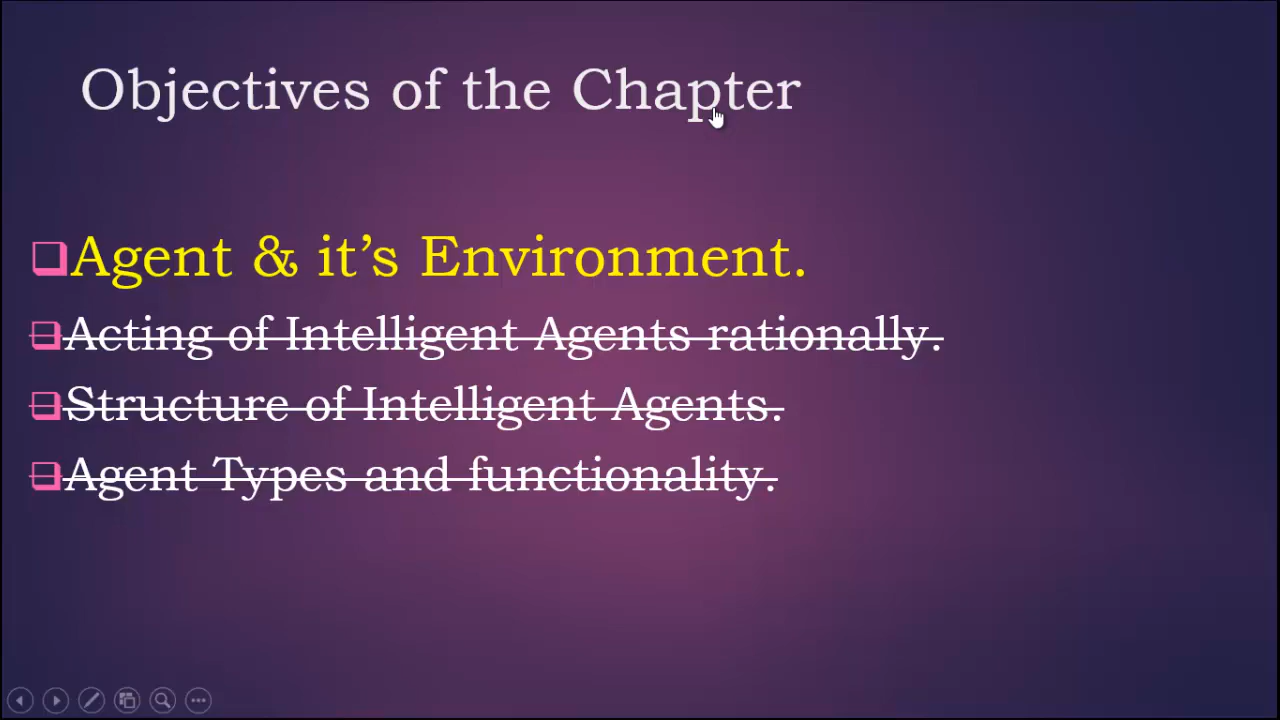 Objectives of the Chapter
Agent & it’s Environment.
Acting of Intelligent Agents rationally.
Structure of Intelligent Agents.
Agent Types and functionality.